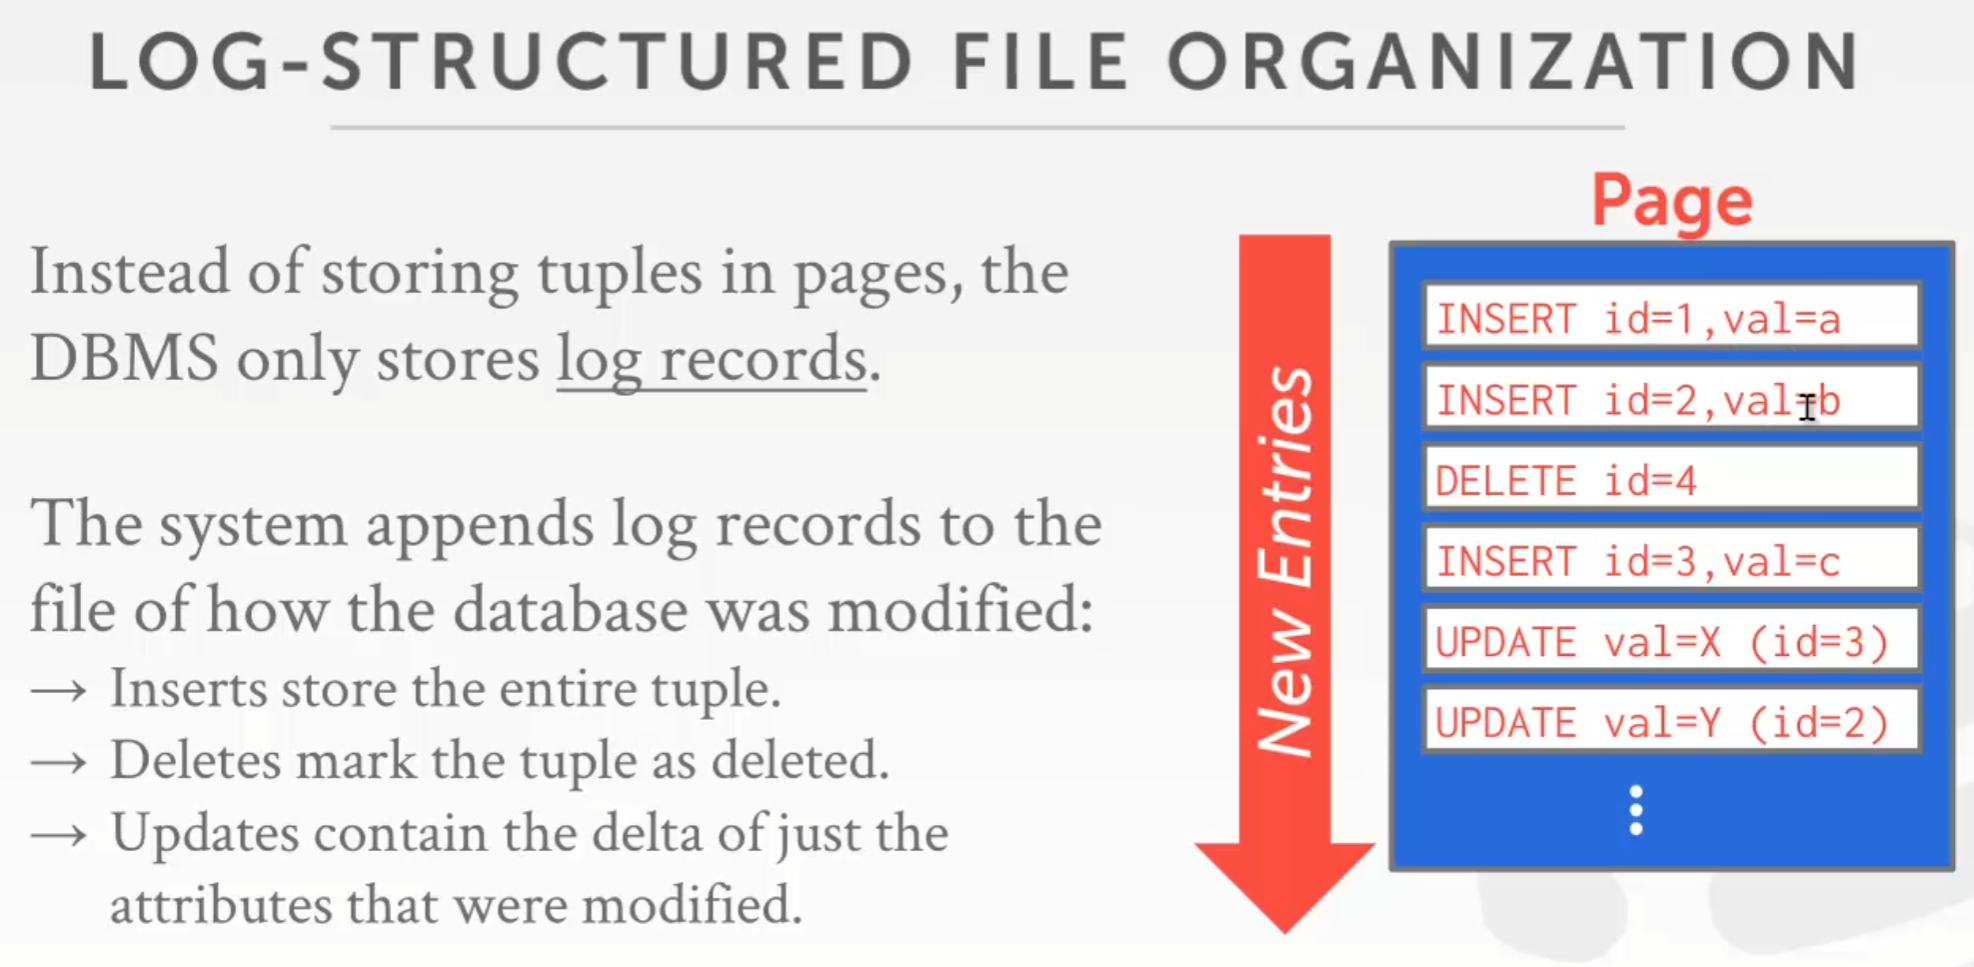 LOG-STRUCTURED FILE ORGANIZATION
Instead of storing tuples in pages, the
DBMS only stores log records.
The system appends log records to the
file of how the database was modified:
→ Inserts store the entire tuple.
→ Deletes mark the tuple as deleted.
→ Updates contain the delta of just the
attributes that were modified.
New Entries
Page
INSERT id=1,val=a
INSERT id=2,val=b
DELETE id=4
INSERT id=3,val=c
UPDATE val=X (id=3)
UPDATE val=Y (id=2)